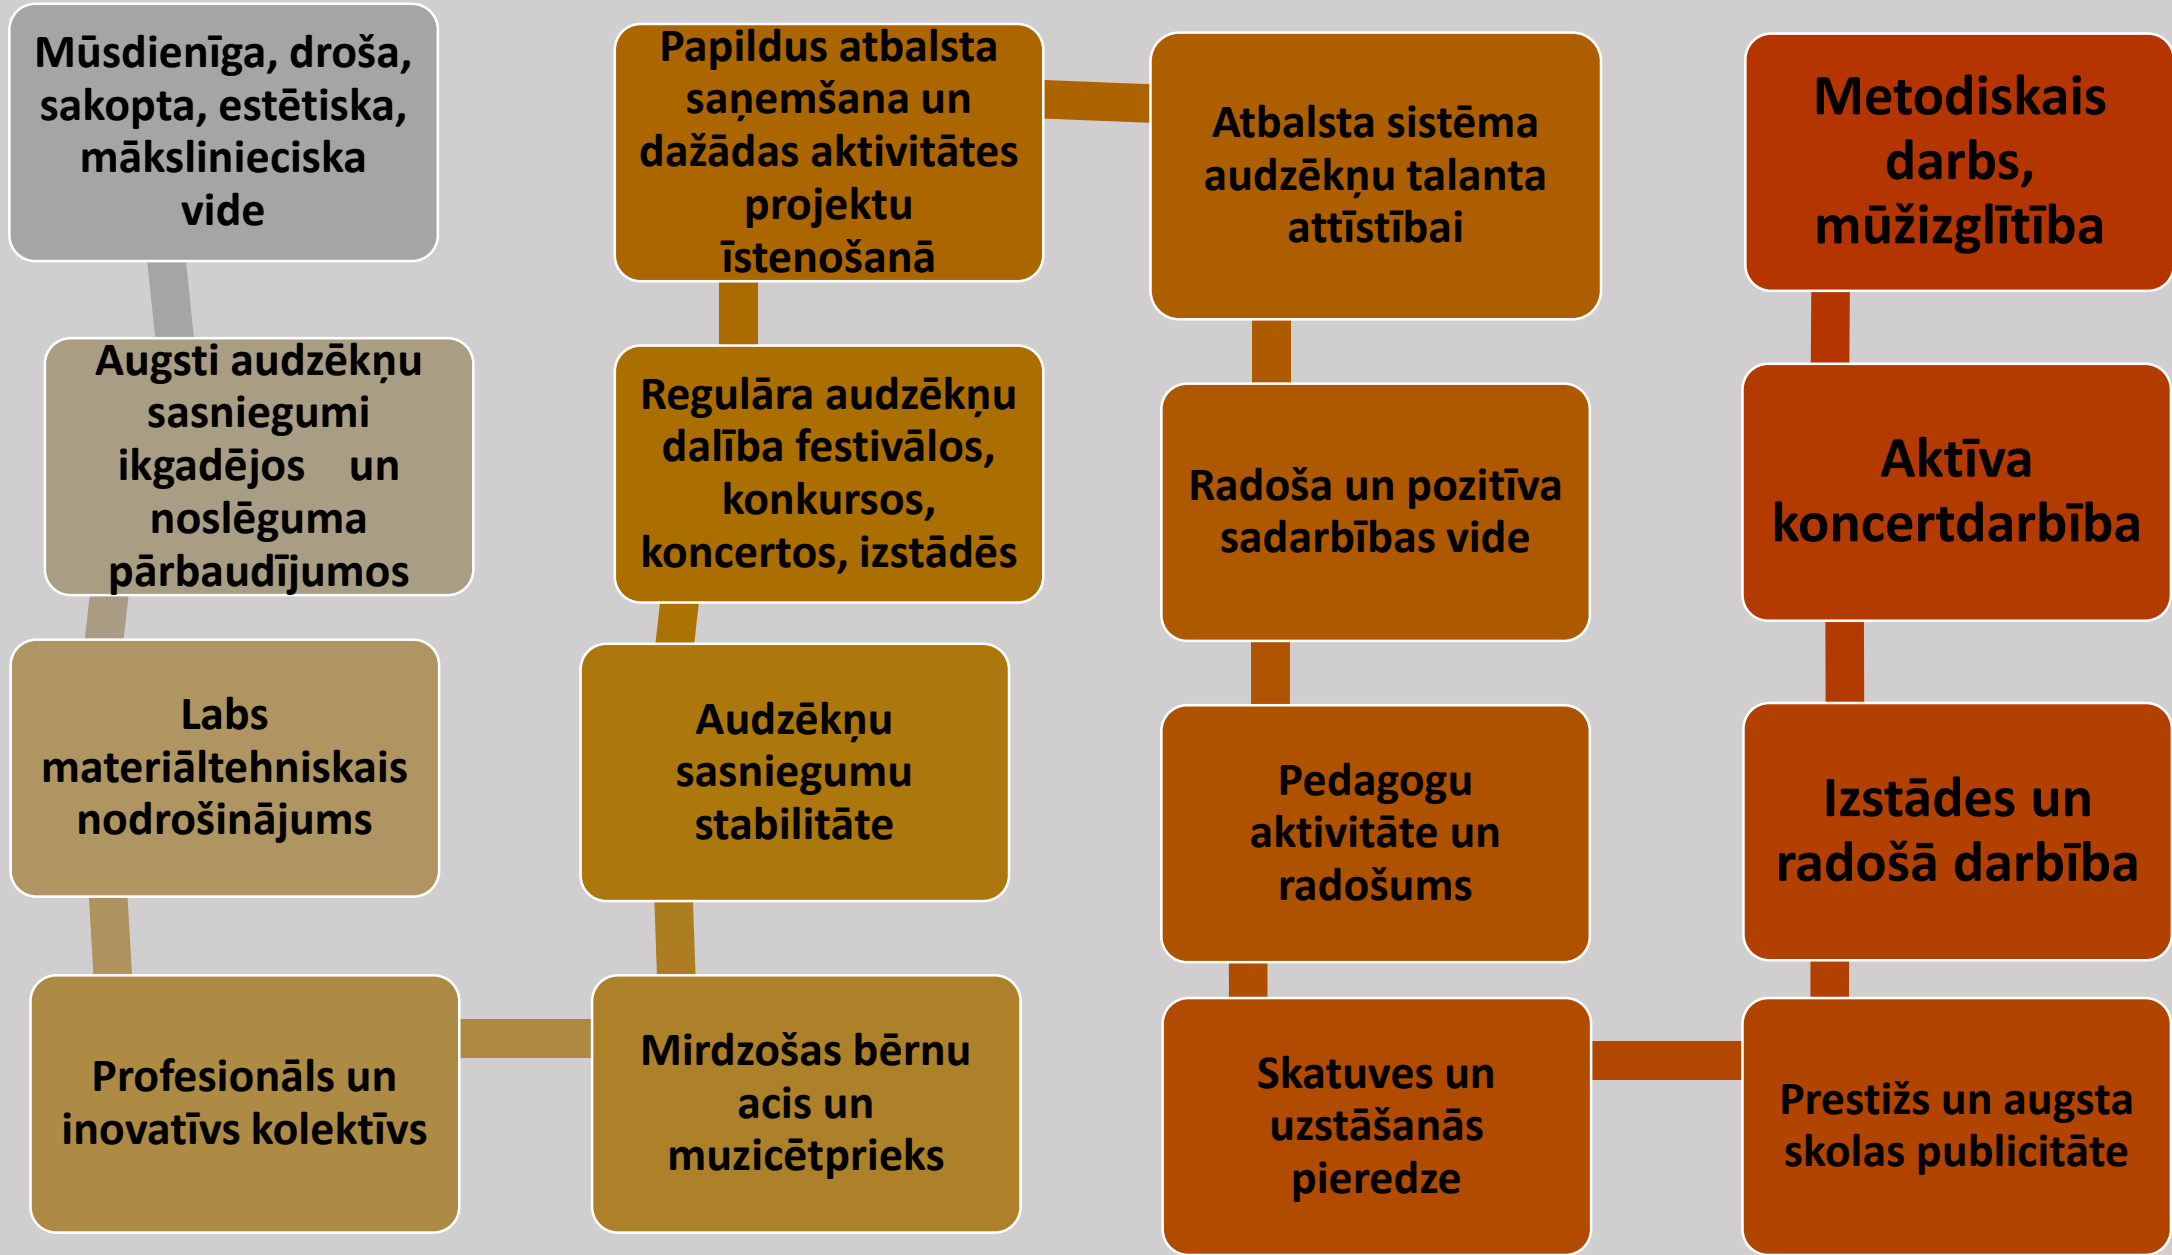 Mūsdienīga, droša,
sakopta, estētiska,
mākslinieciska
vide
Augsti audzēkņu
sasniegumi
ikgadējos un
noslēguma
pārbaudījumos
Labs
materiāltehniskais
nodrošinājums
Profesionāls un
inovatīvs kolektīvs
Mirdzošas bērnu
acis un
muzicētprieks
Audzēkņu
sasniegumu
stabilitāte
Regulāra audzēkņu
dalība festivālos,
konkursos,
koncertos, izstādēs
Papildus atbalsta
saņemšana un
dažādas aktivitātes
projektu
īstenošanā
Atbalsta sistēma
audzēkņu talanta
attīstībai
Radoša un pozitīva
sadarbības vide
Pedagogu
aktivitāte un
radošums
Skatuves un
uzstāšanās
pieredze
Prestižs un augsta
skolas publicitāte
Izstādes un
radošā darbība
Aktīva
koncertdarbība
Metodiskais
darbs,
mūžizglītība